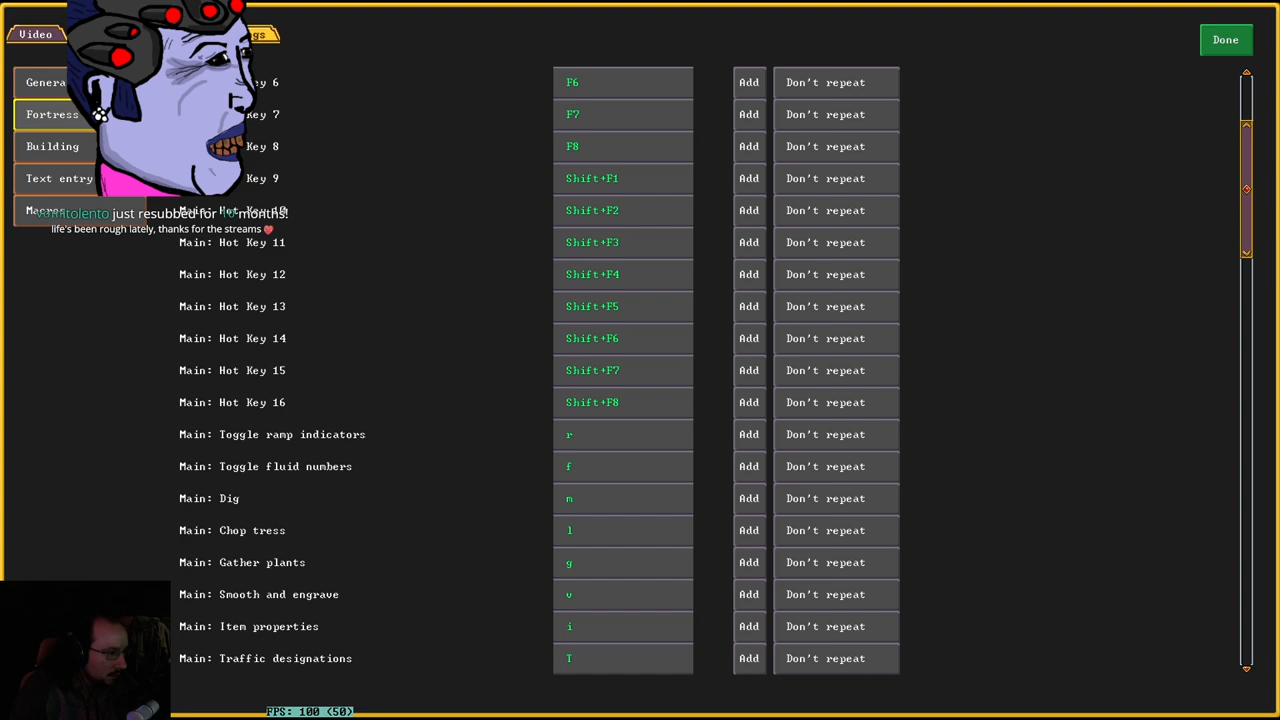 Video
gs
Done
Genera
ey 6
F6
Add
Don't repeat
Fortress
Key 7
F7
Add
Don't repeat
Building
Key 8
F8
Add
Don't repeat
Text entry
Key 9
Shift+F1
Add
Don't repeat
Shift+F2
Add
Don't repeat
just resubbed for 10 months!
life's been rough lately, thanks for the streams
Main: Hot Key 11
Shift+F3
Add
Don't repeat
Main: Hot Key 12
Shift+F4
Add
Don't repeat
Main: Hot Key 13
Shift+F5
Add
Don't repeat
Main: Hot Key 14
Shift+F6
Add
Don't repeat
Main: Hot Key 15
Shift+F7
Add
Don't repeat
Main: Hot Key 16
Shift+F8
Add
Don't repeat
Main: Toggle ramp indicators
r
Add
Don't repeat
Main: Toggle fluid numbers
f
Add
Don't repeat
Main: Dig
m
Add
Don't repeat
Main: Chop tress
l
Add
Don't repeat
Main: Gather plants
g
Add
Don't repeat
Main: Smooth and engrave
v
Add
Don't repeat
Main: Item properties
i
Add
Don't repeat
Main: Traffic designations
T
Add
Don't repeat
FPS: 100 (50)